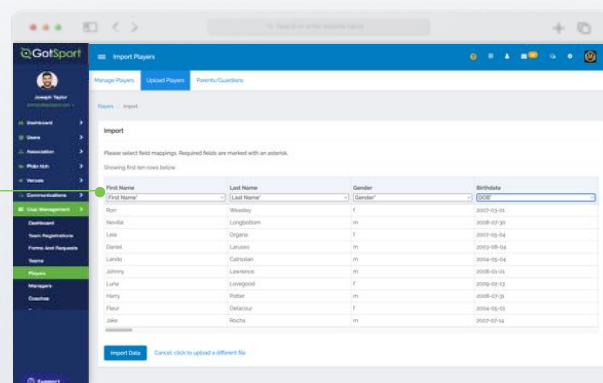 GotSport
Import Players
Joseph Taylor
Manage Players Upload Players Parents/Guardians
Players Import
Dashboard
Users
Association
Venues
Communications
Club Management
Dashboard
Team Registrations
Forms And Requests
Teams
Players
Managers
Coaches
Support
Import
Please select field mappings. Required fields are marked with an asterisk.
Showing first ten rows below
First Name Last Name Gender Birthdate
First Name* Last Name* Gender* DOB*
Ron Weasley f 2007-03-01
Neville Longbottom m 2008-07-30
Leia Organa f 2007-05-04
Daniel Larusso m 2003-08-04
Lando Calrissian m 2004-05-04
Johnny Lawrence m 2008-01-01
Luna Lovegood f 2009-02-13
Harry Potter m 2008-07-31
Fleur Delacour f 2004-05-01
Jake Rochs m 2007-07-14
Import Data Cancel, click to upload a different file